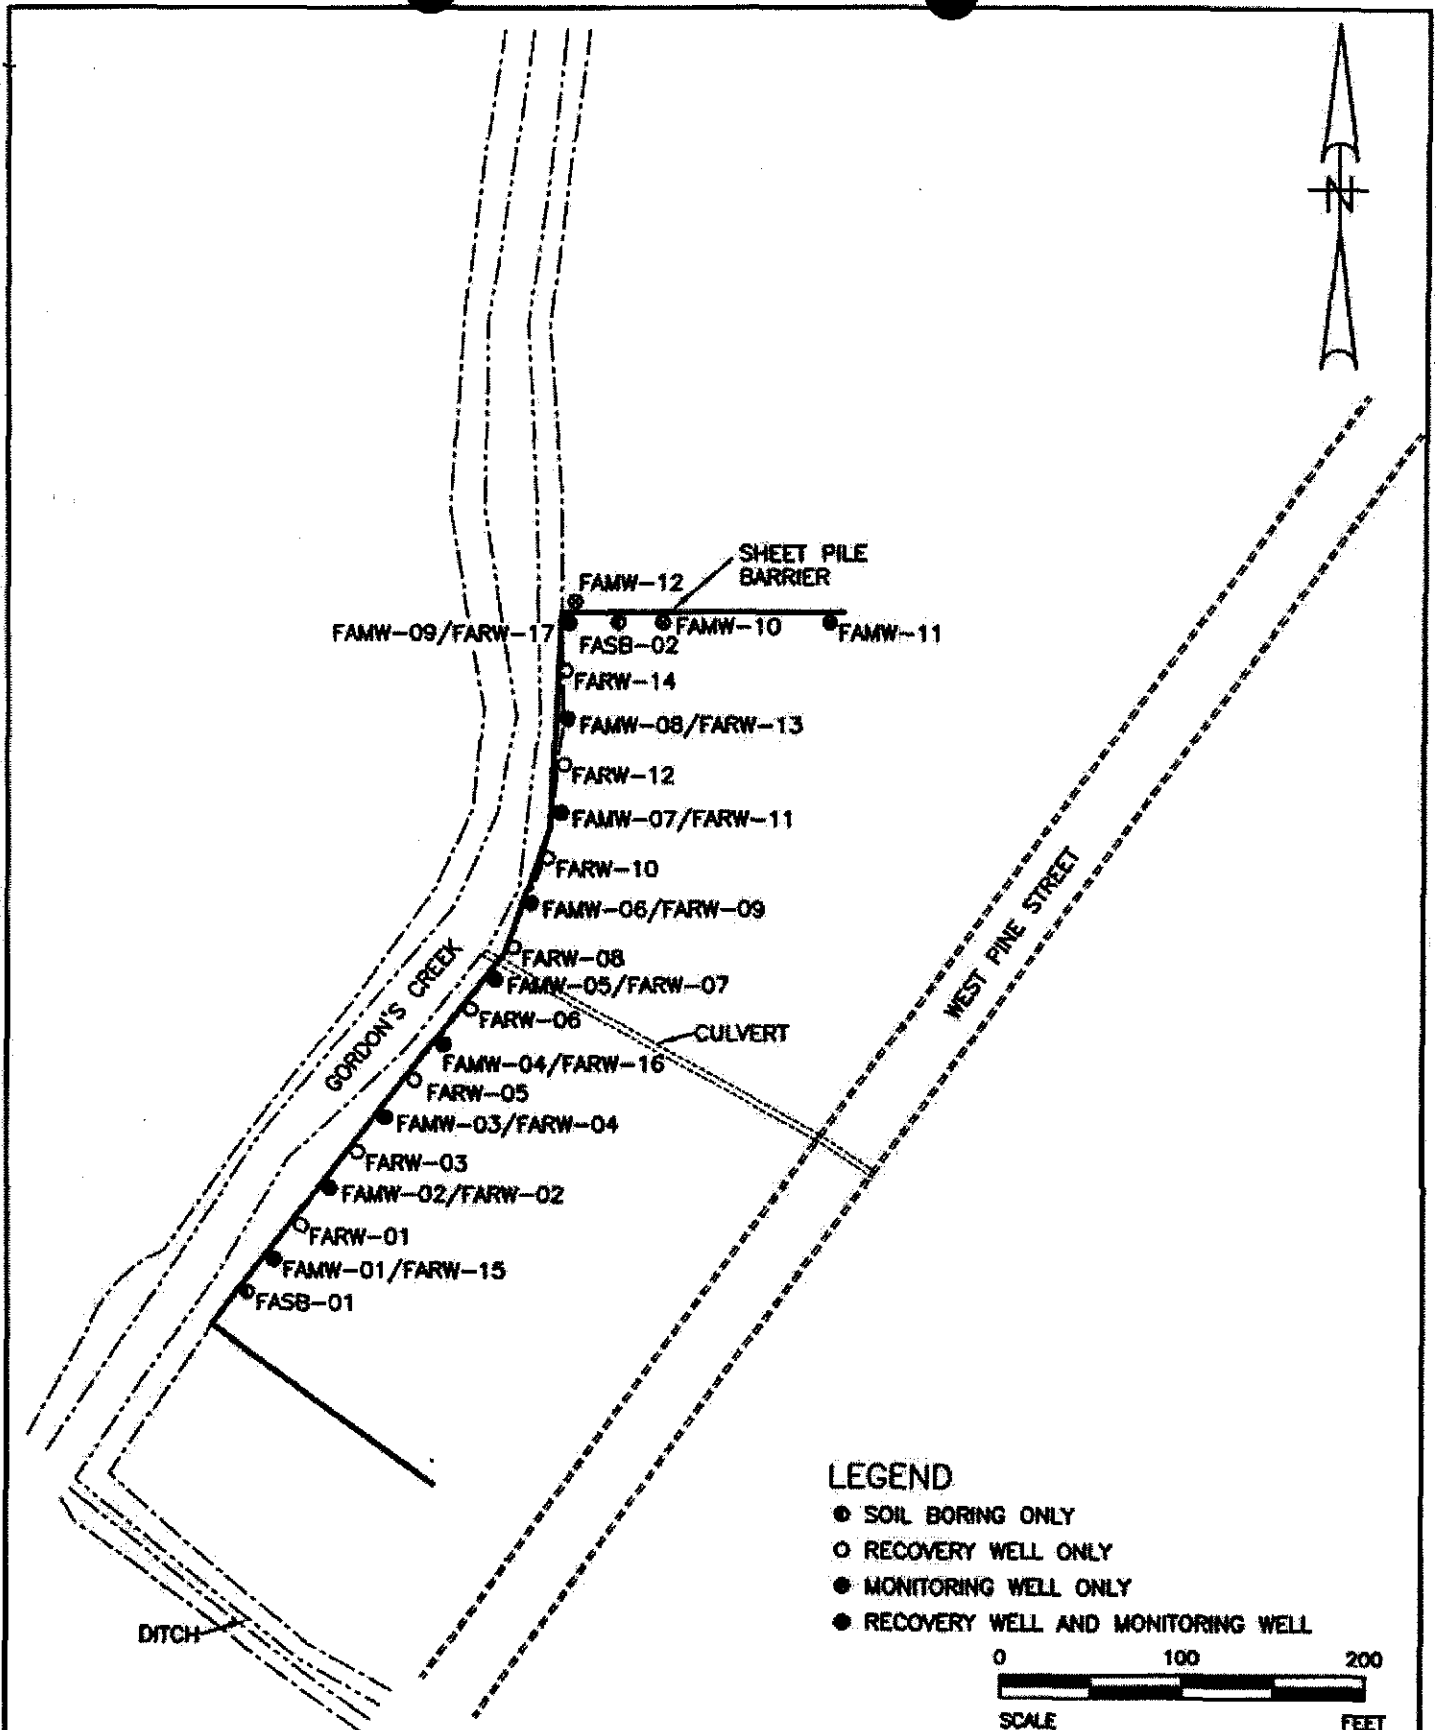 N
SHEET PILE
BARRIER
FAMW-12
FAMW-09/FARW-17
FAMW-10
FAMW-11
FASB-02
FARW-14
FAMW-08/FARW-13
FARW-12
FAMW-07/FARW-11
FARW-10
FAMW-06/FARW-09
FARW-08
FAMW-05/FARW-07
FARW-06
CULVERT
FAMW-04/FARW-16
FARW-05
FAMW-03/FARW-04
FARW-03
FAMW-02/FARW-02
FARW-01
FAMW-01/FARW-15
FASB-01
GORDON'S CREEK
WEST PINE STREET
DITCH
LEGEND
SOIL BORING ONLY
RECOVERY WELL ONLY
MONITORING WELL ONLY
RECOVERY WELL AND MONITORING WELL
0 100 200
SCALE FEET